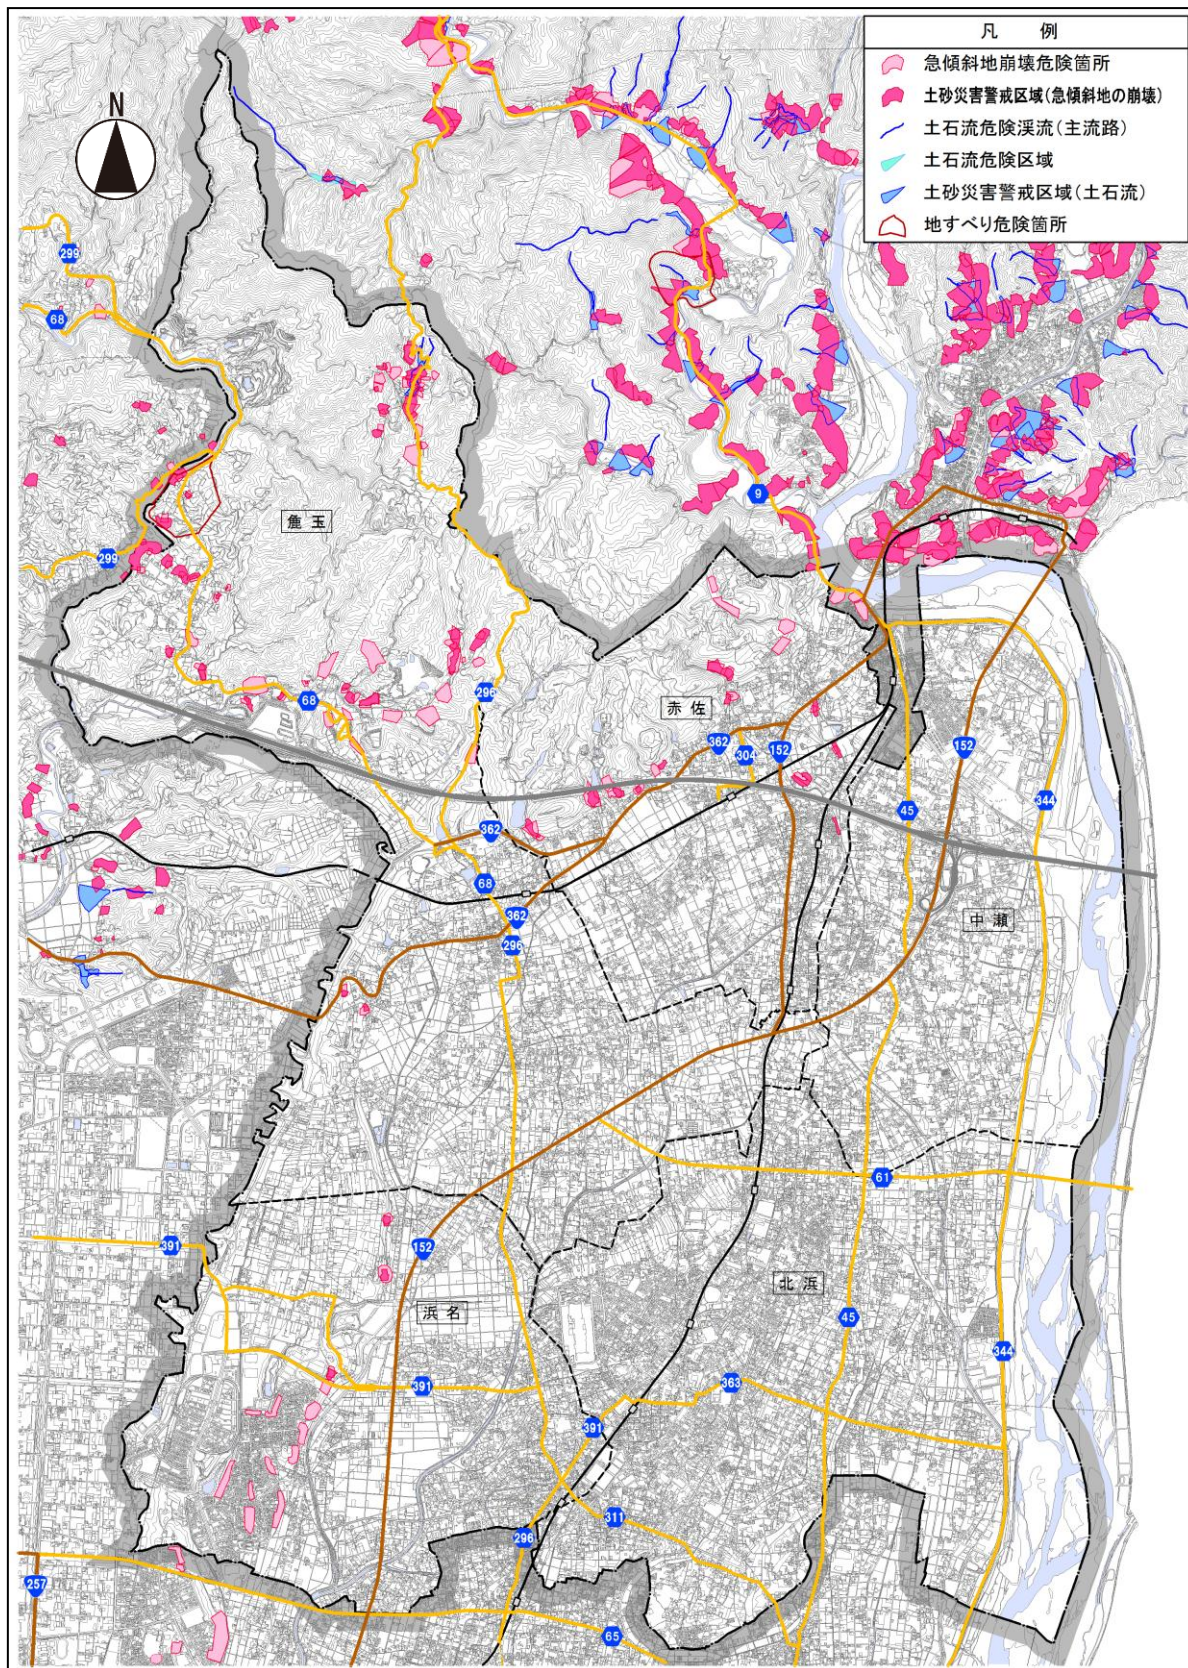 凡 例
急傾斜地崩壊危険箇所
土砂災害警戒区域(急傾斜地の崩壊)
土石流危険渓流(主流路)
土石流危険区域
土砂災害警戒区域(土石流)
地すべり危険箇所
N
299
68
9
麁玉
299
68
296
赤佐
362
304
152
152
344
45
362
68
362
296
中瀬
61
391
152
浜名
北浜
45
344
391
363
391
311
296
257
65